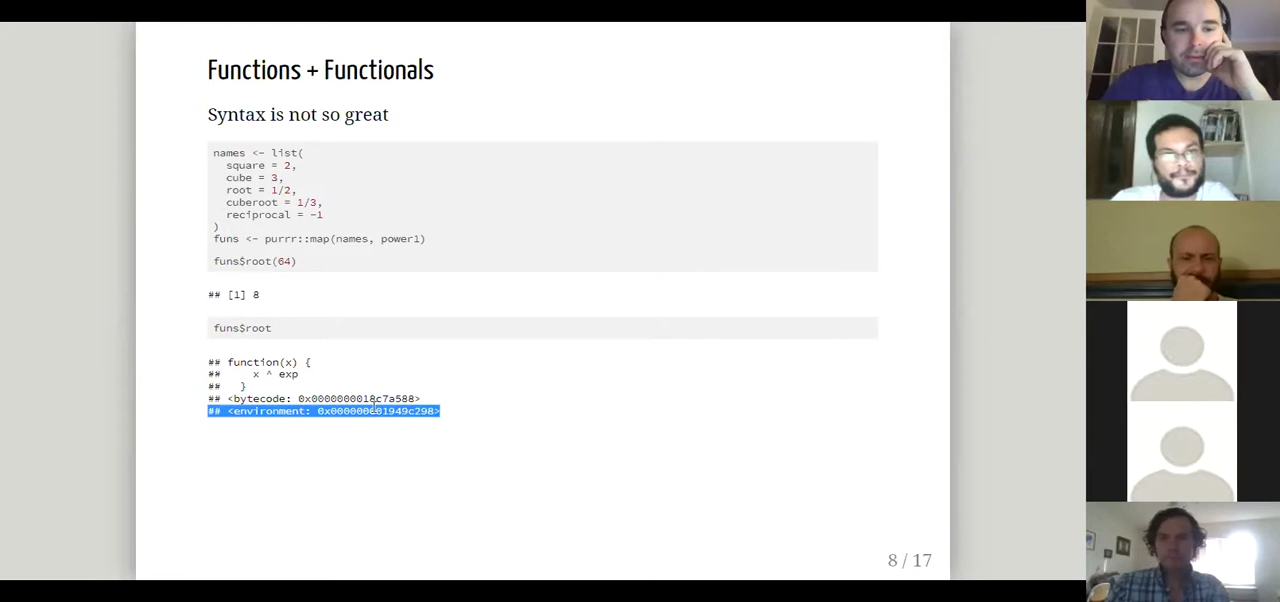 Functions + Functionals
Syntax is not so great
names <- list(
square = 2,
cube = 3,
root = 1/2,
cuberoot = 1/3,
reciprocal = -1
)
funs <- purrr::map(names, power1)
funs$root(64)
## [1] 8
funs$root
## function(x) {
## x ^ exp
## }
## <bytecode: 0x0000000018c7a588>
## <environment: 0x000000001949c298>
8 / 17